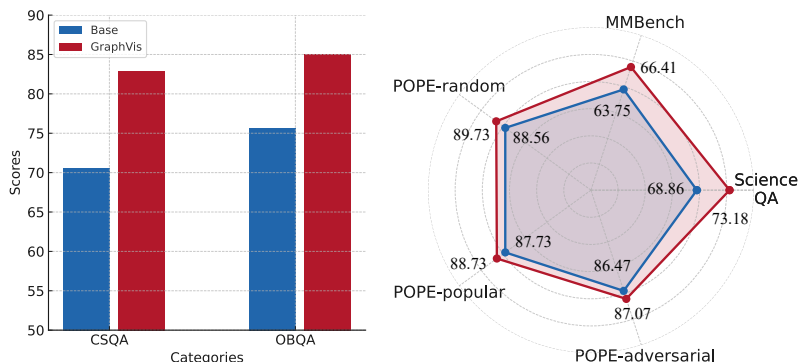 90
85
80
75
70
65
60
55
50
Scores
Base
GraphVis
CSQA
OBQA
Categories
MMBench
66.41
63.75
POPE-random
89.73
88.56
Science
QA
68.86
73.18
87.73
88.73
POPE-popular
86.47
87.07
POPE-adversarial